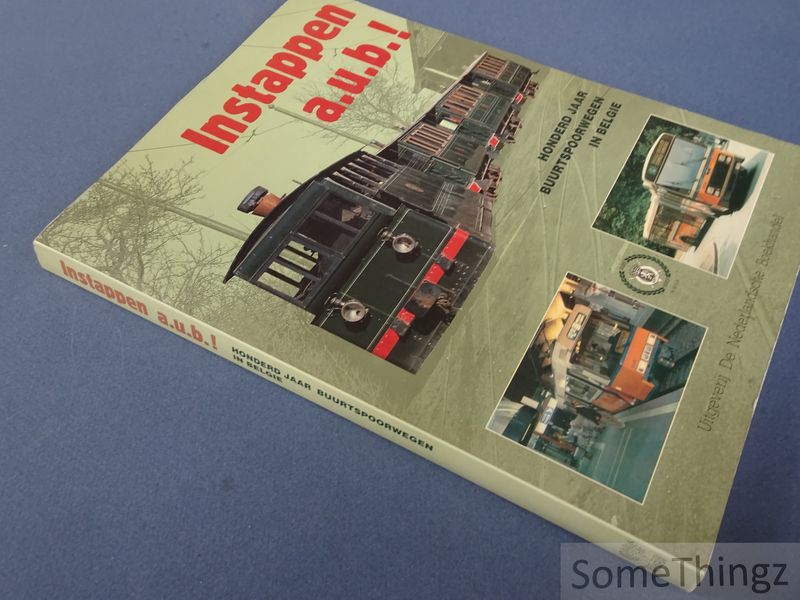 Instappen
a.u.b.!
HONDERD JAAR
BUURTSPOORWEGEN
IN BELGIE
Uitgeverij De Nederlandsche Boekhandel
Instappen a.u.b.!
HONDERD JAAR BUURTSPOORWEGEN
IN BELGIE
SomeThingz